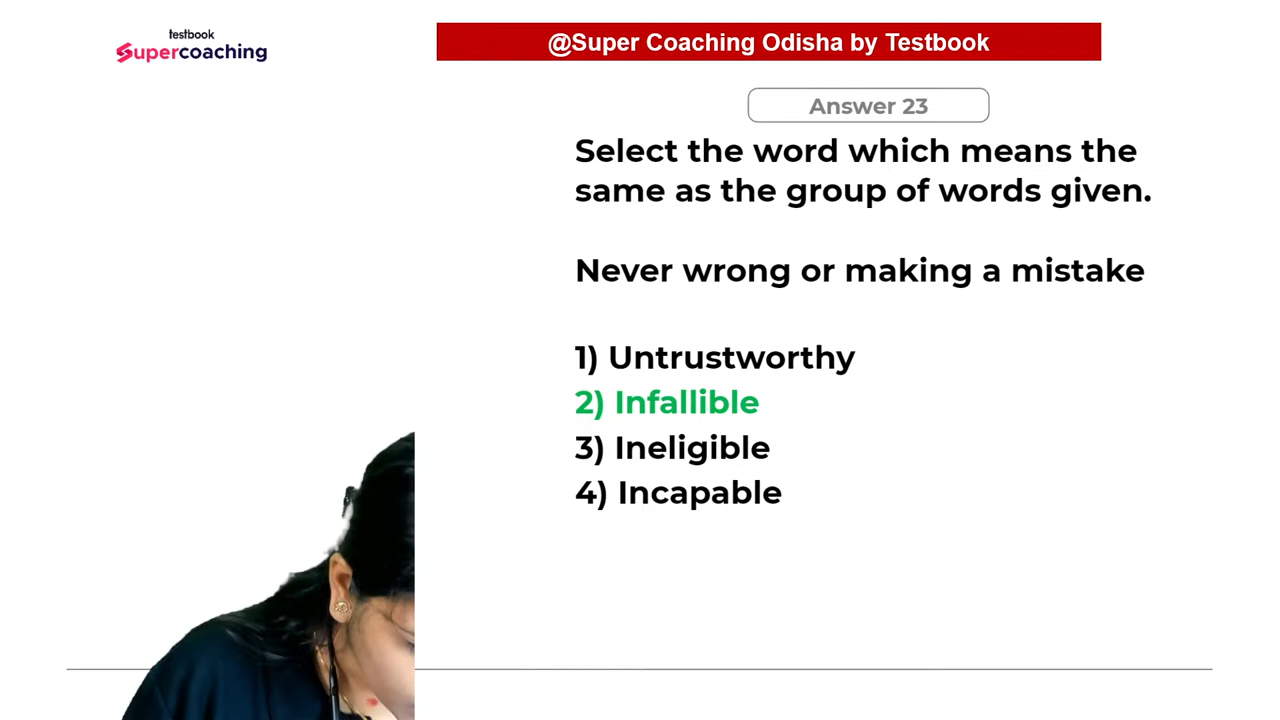 testbook
Supercoaching
@Super Coaching Odisha by Testbook
Answer 23
Select the word which means the
same as the group of words given.
Never wrong or making a mistake
1) Untrustworthy
2) Infallible
3) Ineligible
4) Incapable